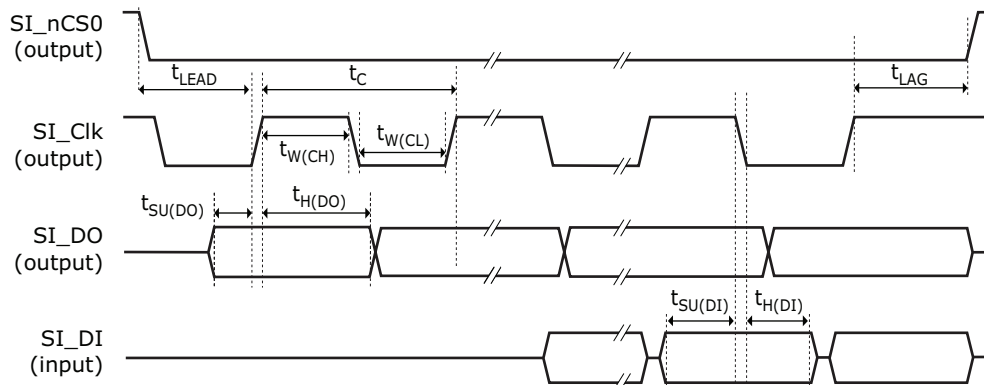 SI_nCS0
(output)
tLEAD
tC
tLAG
SI_Clk
(output)
tW(CH)
tW(CL)
tSU(DO)
tH(DO)
SI_DO
(output)
tSU(DI)
tH(DI)
SI_DI
(input)